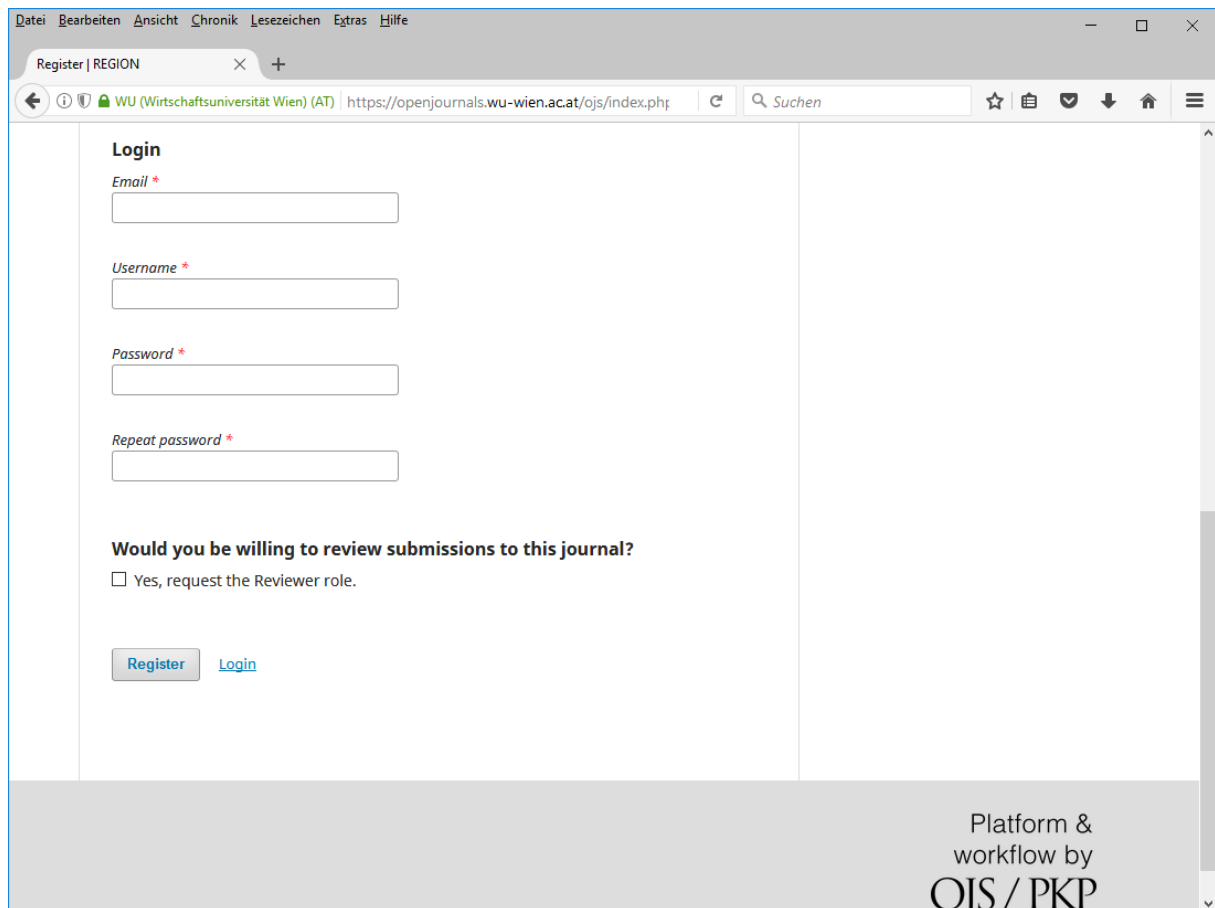 Datei Bearbeiten Ansicht Chronik Lesezeichen Extras Hilfe
Register | REGION
WU (Wirtschaftsuniversität Wien) (AT) https://openjournals.wu-wien.ac.at/ojs/index.php
Suchen
Login
Email *
Username *
Password *
Repeat password *
Would you be willing to review submissions to this journal?
Yes, request the Reviewer role.
Register Login
Platform &
workflow by
OJS / PKP